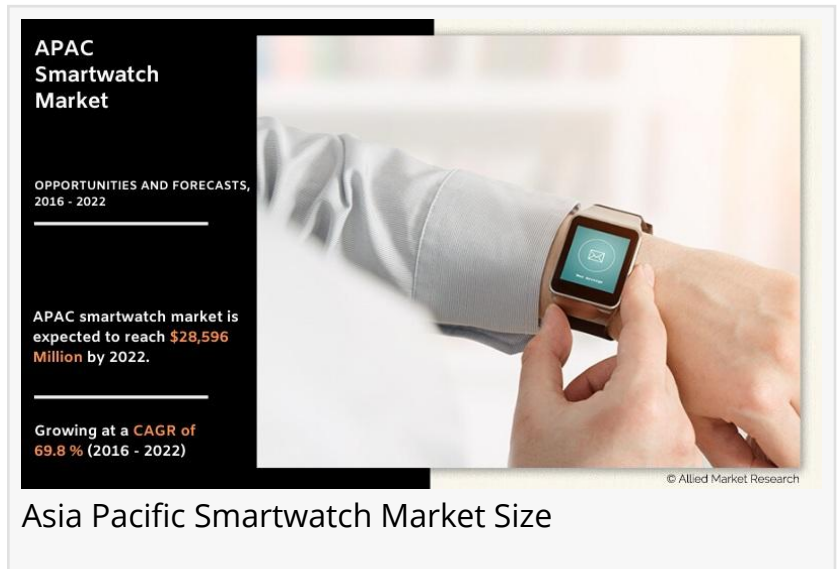 APAC
Smartwatch
Market
OPPORTUNITIES AND FORECASTS,
2016 - 2022
APAC smartwatch market is
expected to reach $28,596
Million by 2022.
Growing at a CAGR of
69.8 % (2016 - 2022)
© Allied Market Research
Asia Pacific Smartwatch Market Size